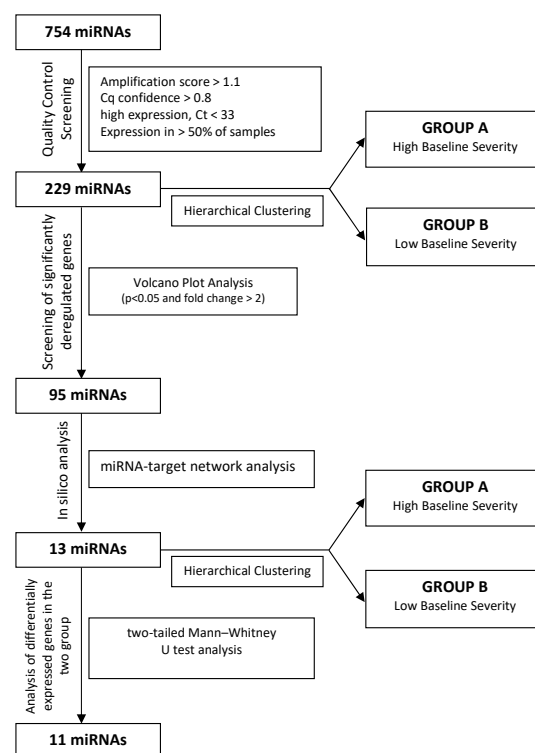 754 miRNAs
Quality Control
Screening
Amplification score > 1.1
Cq confidence > 0.8
high expression, Ct < 33
Expression in > 50% of samples
GROUP A
High Baseline Severity
229 miRNAs
Hierarchical Clustering
GROUP B
Low Baseline Severity
Screening of significantly
deregulated genes
Volcano Plot Analysis
(p<0.05 and fold change > 2)
95 miRNAs
In silico analysis
miRNA-target network analysis
GROUP A
High Baseline Severity
13 miRNAs
Hierarchical Clustering
GROUP B
Low Baseline Severity
Analysis of differentially
expressed genes in the
two group
two-tailed Mann–Whitney
U test analysis
11 miRNAs